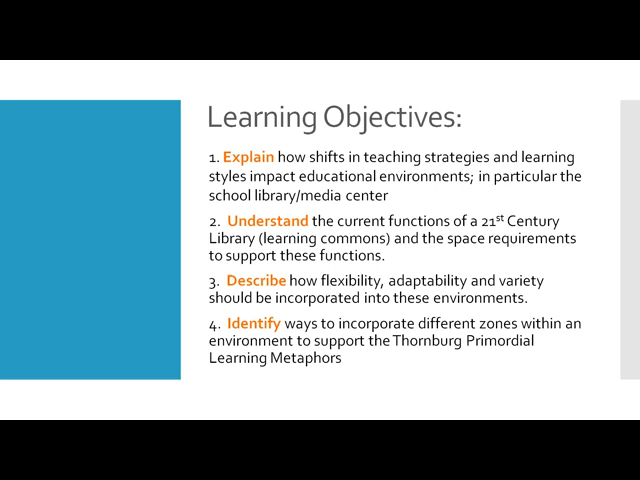 Learning Objectives:
1. Explain how shifts in teaching strategies and learning
styles impact educational environments; in particular the
school library/media center
2. Understand the current functions of a 21st Century
Library (learning commons) and the space requirements
to support these functions.
3. Describe how flexibility, adaptability and variety
should be incorporated into these environments.
4. Identify ways to incorporate different zones within an
environment to support the Thornburg Primordial
Learning Metaphors